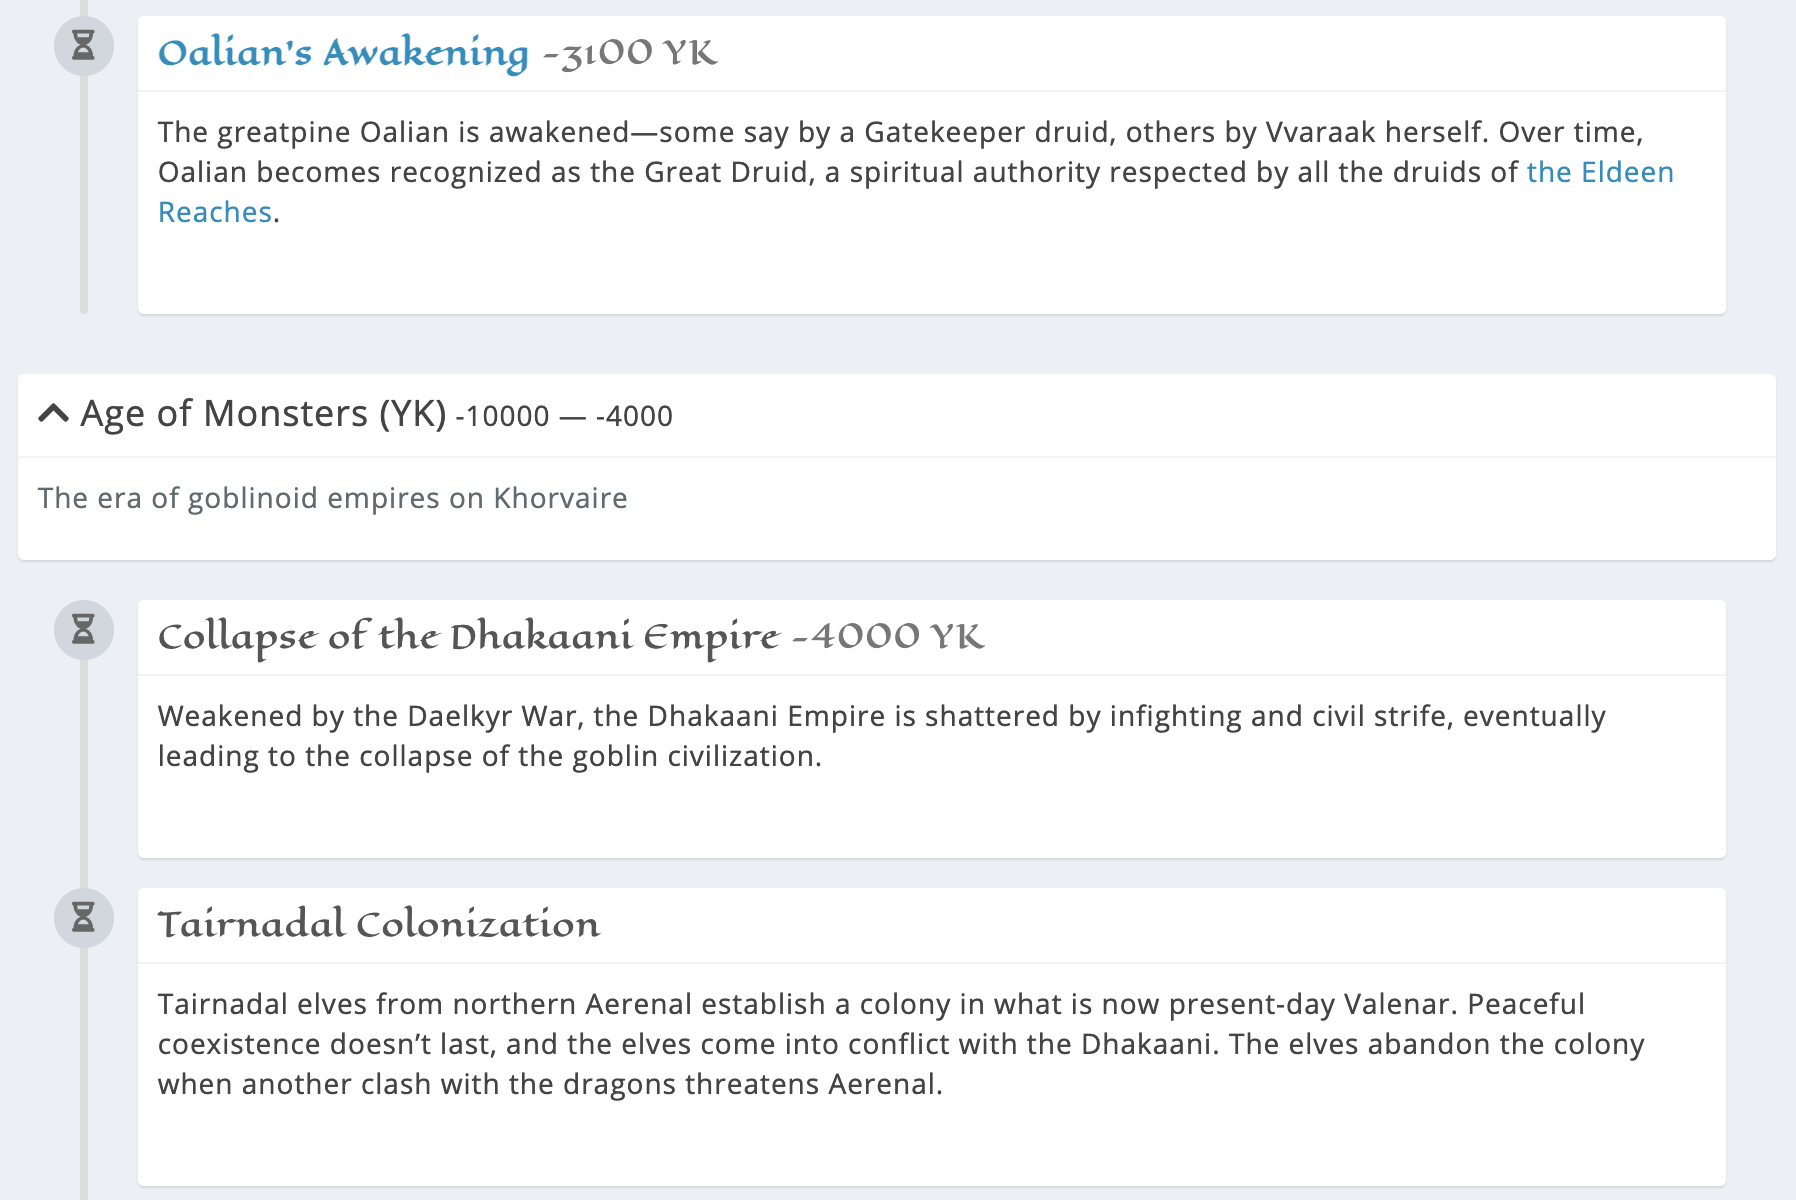 Oalian's Awakening -3100 YK
The greatpine Oalian is awakened—some say by a Gatekeeper druid, others by Vvaraak herself. Over time,
Oalian becomes recognized as the Great Druid, a spiritual authority respected by all the druids of the Eldeen
Reaches.
Age of Monsters (YK) -10000 — -4000
The era of goblinoid empires on Khorvaire
Collapse of the Dhakaani Empire -4000 YK
Weakened by the Daelkyr War, the Dhakaani Empire is shattered by infighting and civil strife, eventually
leading to the collapse of the goblin civilization.
Tairnadal Colonization
Tairnadal elves from northern Aerenal establish a colony in what is now present-day Valenar. Peaceful
coexistence doesn’t last, and the elves come into conflict with the Dhakaani. The elves abandon the colony
when another clash with the dragons threatens Aerenal.